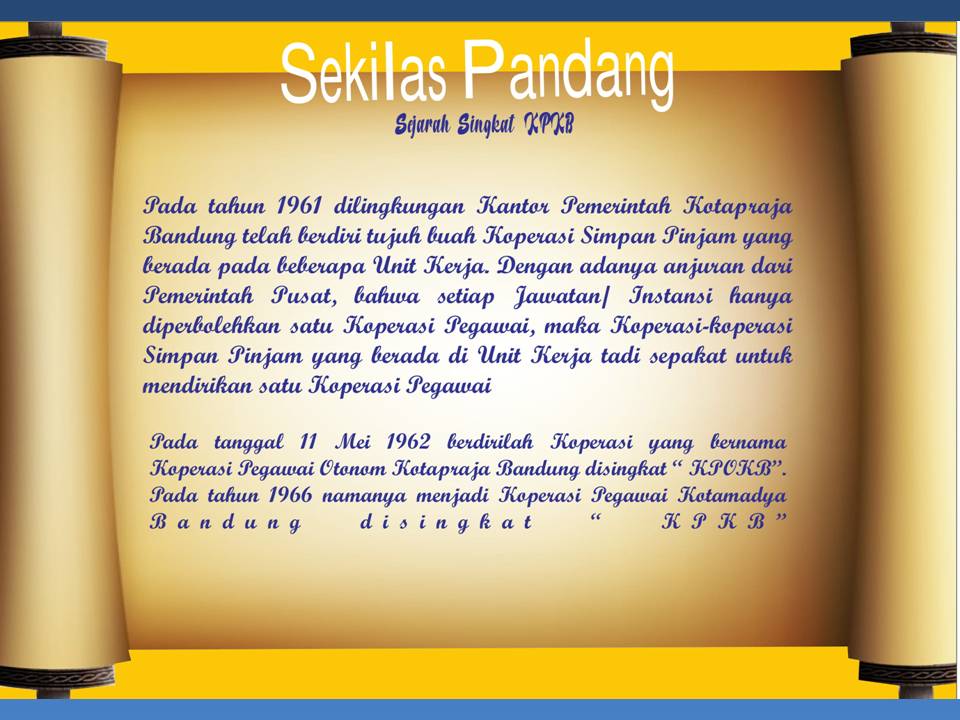 Sekilas Pandang
Sejarah Singkat KPKB
Pada tahun 1961 dilingkungan Kantor Pemerintah Kotapraja
Bandung telah berdiri tujuh buah Koperasi Simpan Pinjam yang
berada pada beberapa Unit Kerja. Dengan adanya anjuran dari
Pemerintah Pusat, bahwa setiap Jawatan/ Instansi hanya
diperbolehkan satu Koperasi Pegawai, maka Koperasi-koperasi
Simpan Pinjam yang berada di Unit Kerja tadi sepakat untuk
mendirikan satu Koperasi Pegawai
Pada tanggal 11 Mei 1962 berdirilah Koperasi yang bernama
Koperasi Pegawai Otonom Kotapraja Bandung disingkat “ KPOKB”.
Pada tahun 1966 namanya menjadi Koperasi Pegawai Kotamadya
Bandung disingkat “ KPKB”